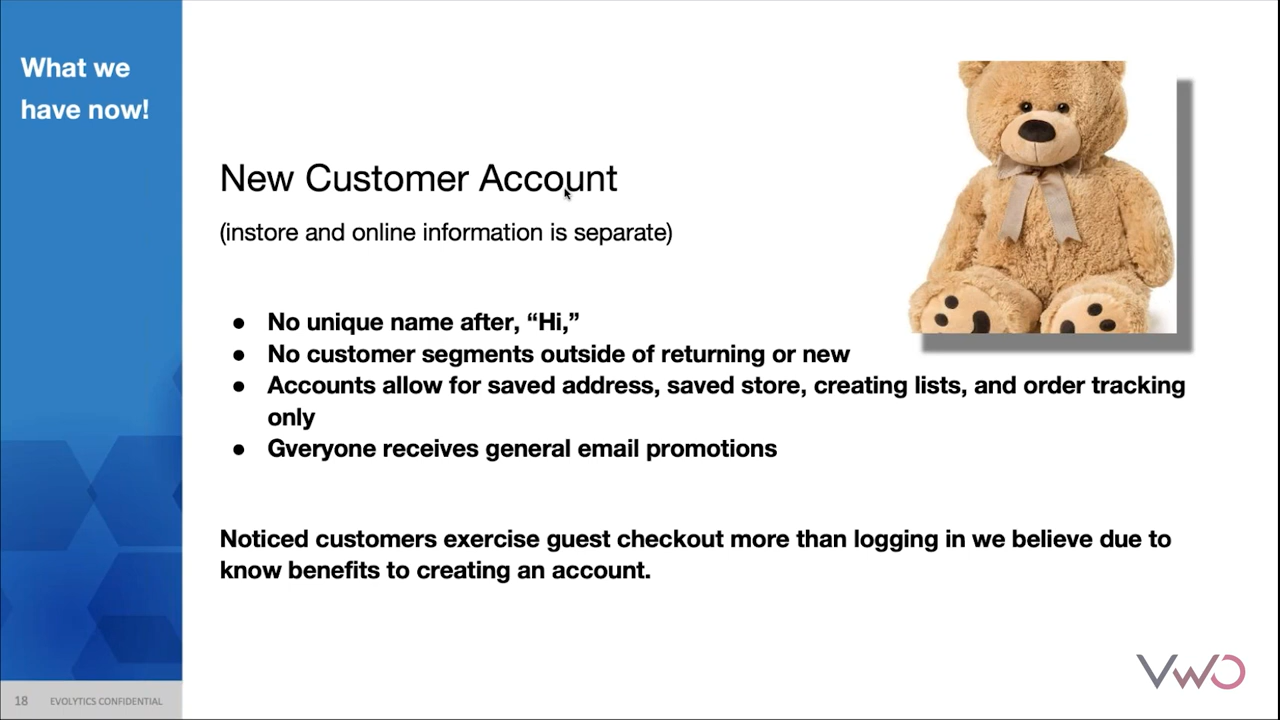 What we
have now!
New Customer Account
(instore and online information is separate)
● No unique name after, “Hi,”
● No customer segments outside of returning or new
● Accounts allow for saved address, saved store, creating lists, and order tracking
only
● Gveryone receives general email promotions
Noticed customers exercise guest checkout more than logging in we believe due to
know benefits to creating an account.
18 EVOLYTICS CONFIDENTIAL
VWO